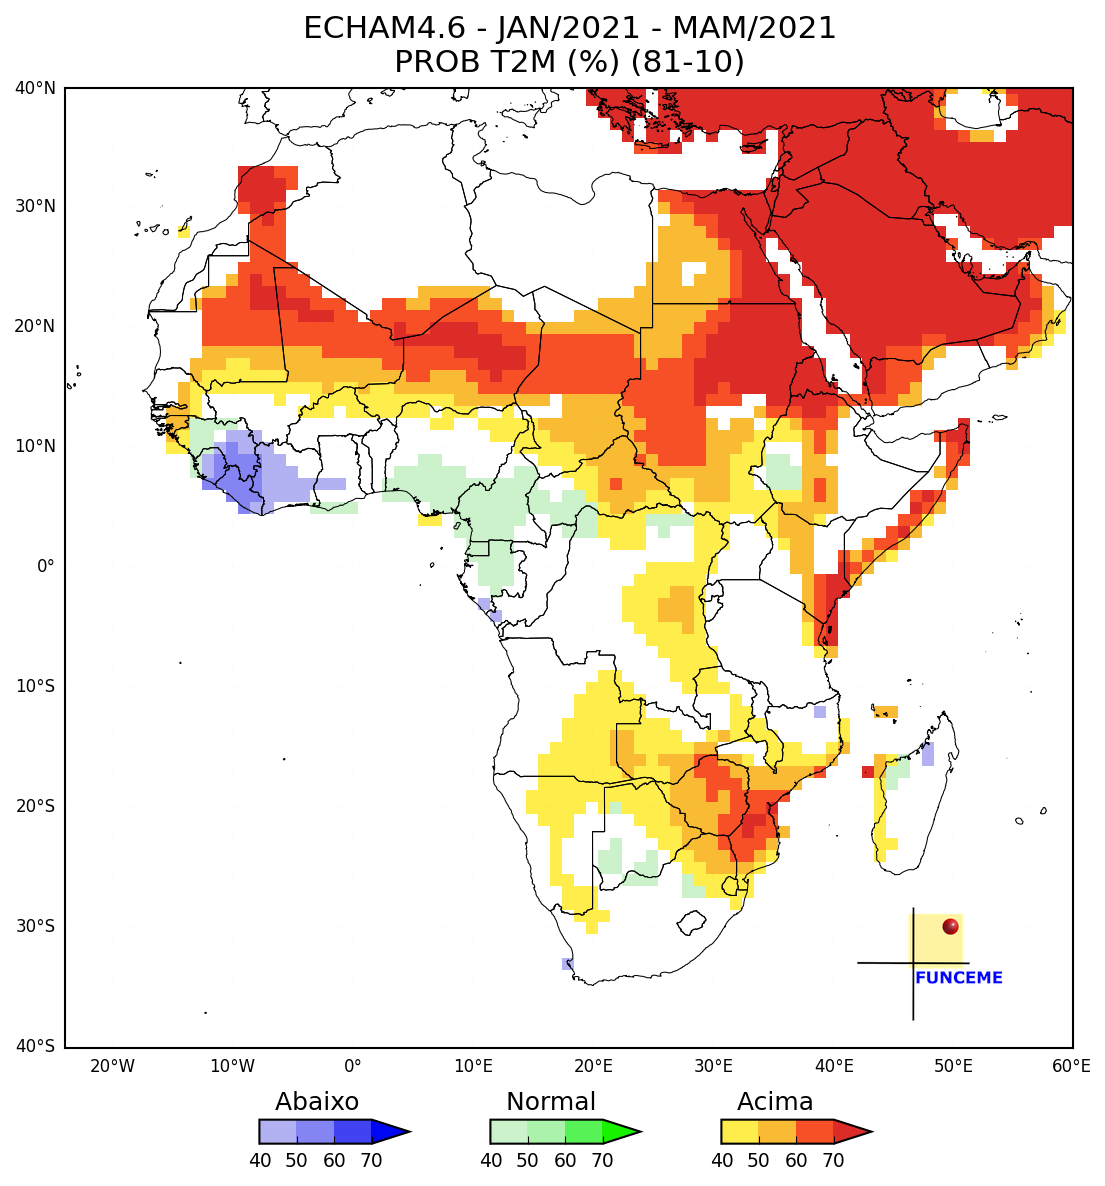 ECHAM4.6 - JAN/2021 - MAM/2021
PROB T2M (%) (81-10)
40°N
30°N
20°N
10°N
0°
10°S
20°S
30°S
40°S
FUNCEME
20°W 10°W 0° 10°E 20°E 30°E 40°E 50°E 60°E
Abaixo Normal Acima
40 50 60 70 40 50 60 70 40 50 60 70